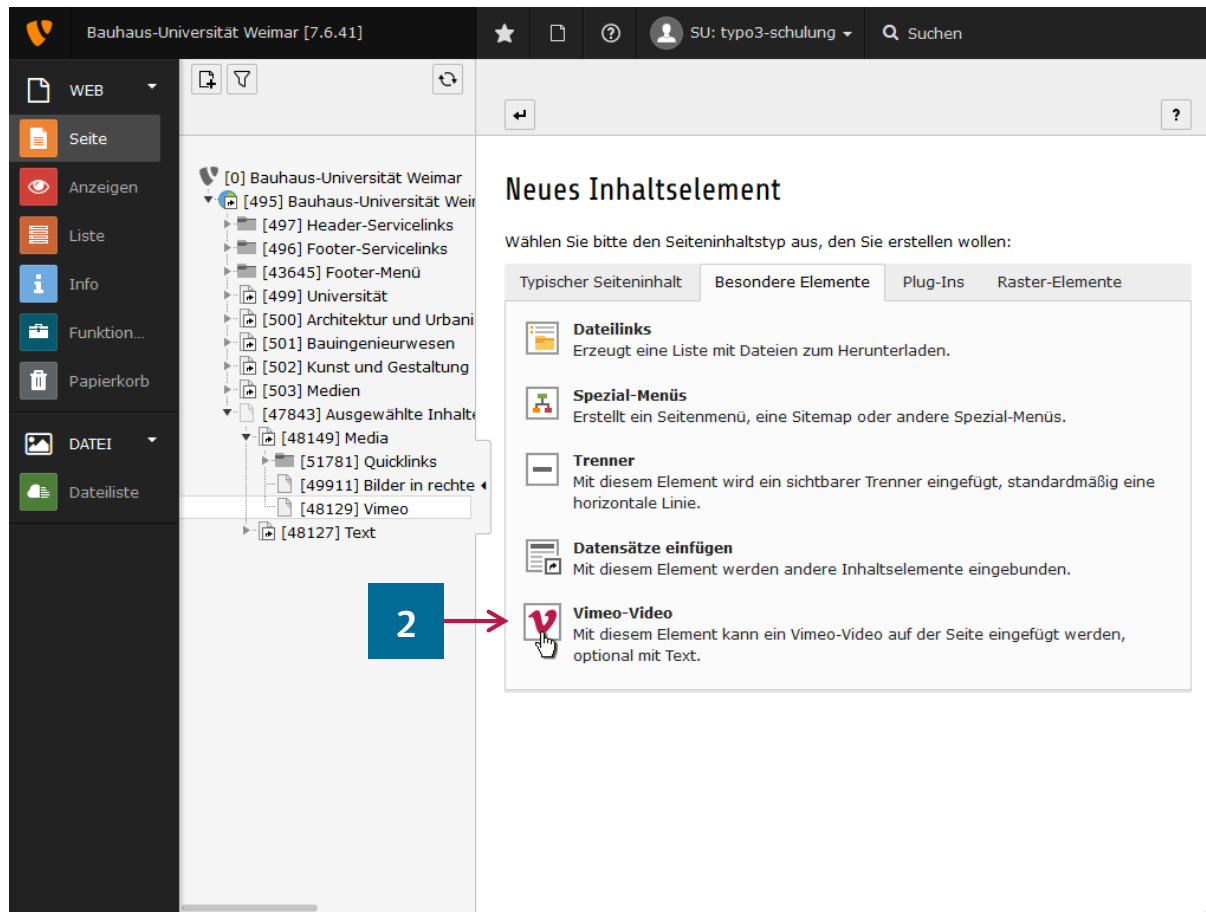 Bauhaus-Universität Weimar [7.6.41]
SU: typo3-schulung
Suchen
WEB
Seite
Anzeigen
Liste
Info
Funktion...
Papierkorb
DATEI
Dateiliste
[0] Bauhaus-Universität Weimar
[495] Bauhaus-Universität Wei
[497] Header-Servicelinks
[496] Footer-Servicelinks
[43645] Footer-Menü
[499] Universität
[500] Architektur und Urbani
[501] Bauingenieurwesen
[502] Kunst und Gestaltung
[503] Medien
[47843] Ausgewählte Inhalte
[48149] Media
[51781] Quicklinks
[49911] Bilder in rechte
[48129] Vimeo
[48127] Text
?
Neues Inhaltselement
Wählen Sie bitte den Seiteninhaltstyp aus, den Sie erstellen wollen:
Typischer Seiteninhalt Besondere Elemente Plug-Ins Raster-Elemente
Dateilinks
Erzeugt eine Liste mit Dateien zum Herunterladen.
Spezial-Menüs
Erstellt ein Seitenmenü, eine Sitemap oder andere Spezial-Menüs.
Trenner
Mit diesem Element wird ein sichtbarer Trenner eingefügt, standardmäßig eine
horizontale Linie.
Datensätze einfügen
Mit diesem Element werden andere Inhaltselemente eingebunden.
2
Vimeo-Video
Mit diesem Element kann ein Vimeo-Video auf der Seite eingefügt werden,
optional mit Text.